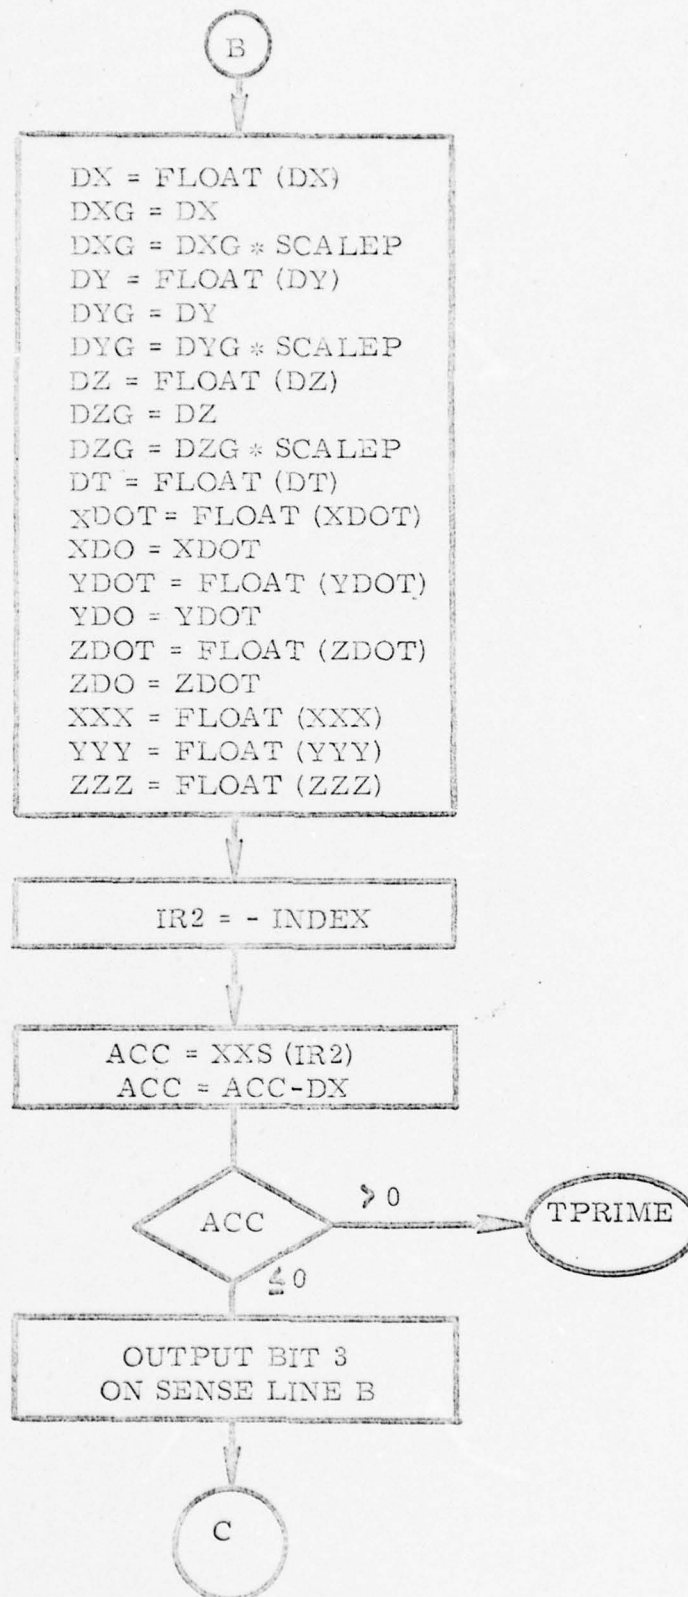 B
DX = FLOAT (DX)
DXG = DX
DXG = DXG * SCALEP
DY = FLOAT (DY)
DYG = DY
DYG = DYG * SCALEP
DZ = FLOAT (DZ)
DZG = DZ
DZG = DZG * SCALEP
DT = FLOAT (DT)
XDOT = FLOAT (XDOT)
XDO = XDOT
YDOT = FLOAT (YDOT)
YDO = YDOT
ZDOT = FLOAT (ZDOT)
ZDO = ZDOT
XXX = FLOAT (XXX)
YYY = FLOAT (YYY)
ZZZ = FLOAT (ZZZ)
IR2 = - INDEX
ACC = XXS (IR2)
ACC = ACC-DX
ACC
> 0
TPRIME
≤ 0
OUTPUT BIT 3
ON SENSE LINE B
C